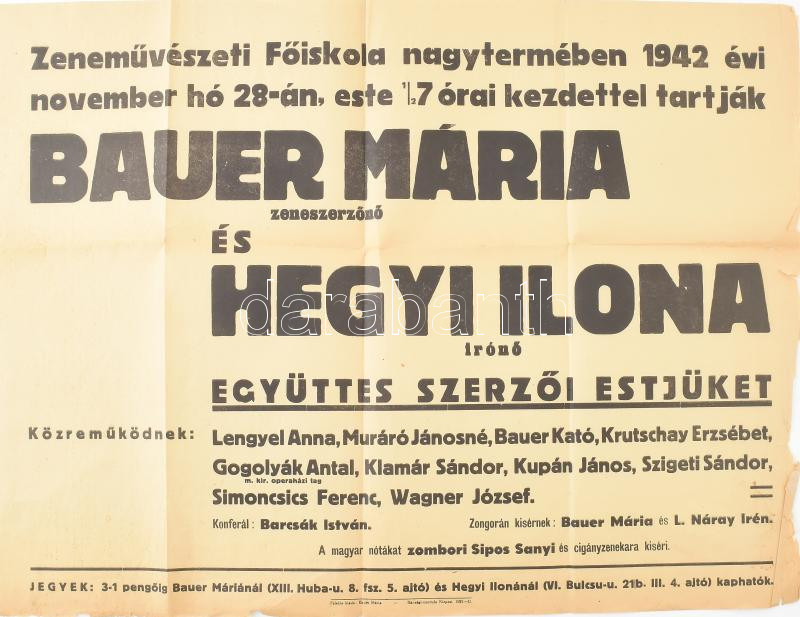 Zeneművészeti Főiskola nagytermében 1942 évi
november hó 28-án, este ½7 órai kezdettel tartják
BAUER MÁRIA
zeneszerzőnő
ÉS
HEGYI ILONA
darabanth
írónő
EGYÜTTES SZERZŐI ESTJÜKET
Közreműködnek: Lengyel Anna, Muráró Jánosné, Bauer Kató, Krutschay Erzsébet,
Gogolyák Antal, Klamár Sándor, Kupán János, Szigeti Sándor,
m. kir. operaházi tag
Simoncsics Ferenc, Wagner József.
Konferál: Barcsák István. Zongorán kisérnek: Bauer Mária és L. Náray Irén.
A magyar nótákat zombori Sipos Sanyi és cigányzenekara kiséri.
JEGYEK: 3-1 pengőig Bauer Máriánál (XIII. Huba-u. 8. fsz. 5. ajtó) és Hegyi Ilonánál (VI. Bulcsu-u. 21b. III. 4. ajtó) kaphatók.